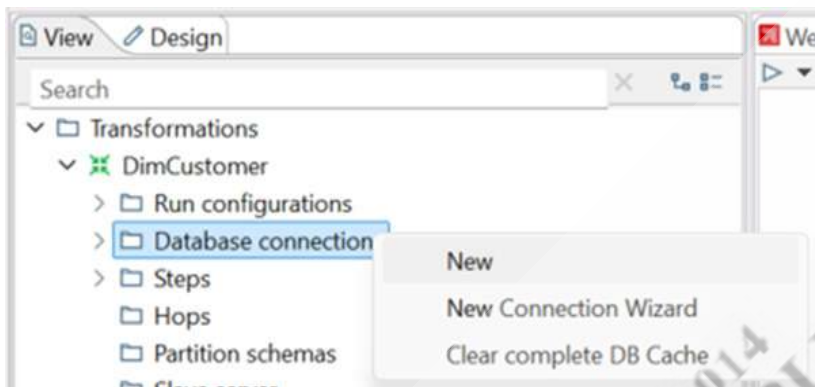 View Design
We
Search
Transformations
DimCustomer
Run configurations
Database connection
New
Steps
New Connection Wizard
Hops
Partition schemas
Clear complete DB Cache
014